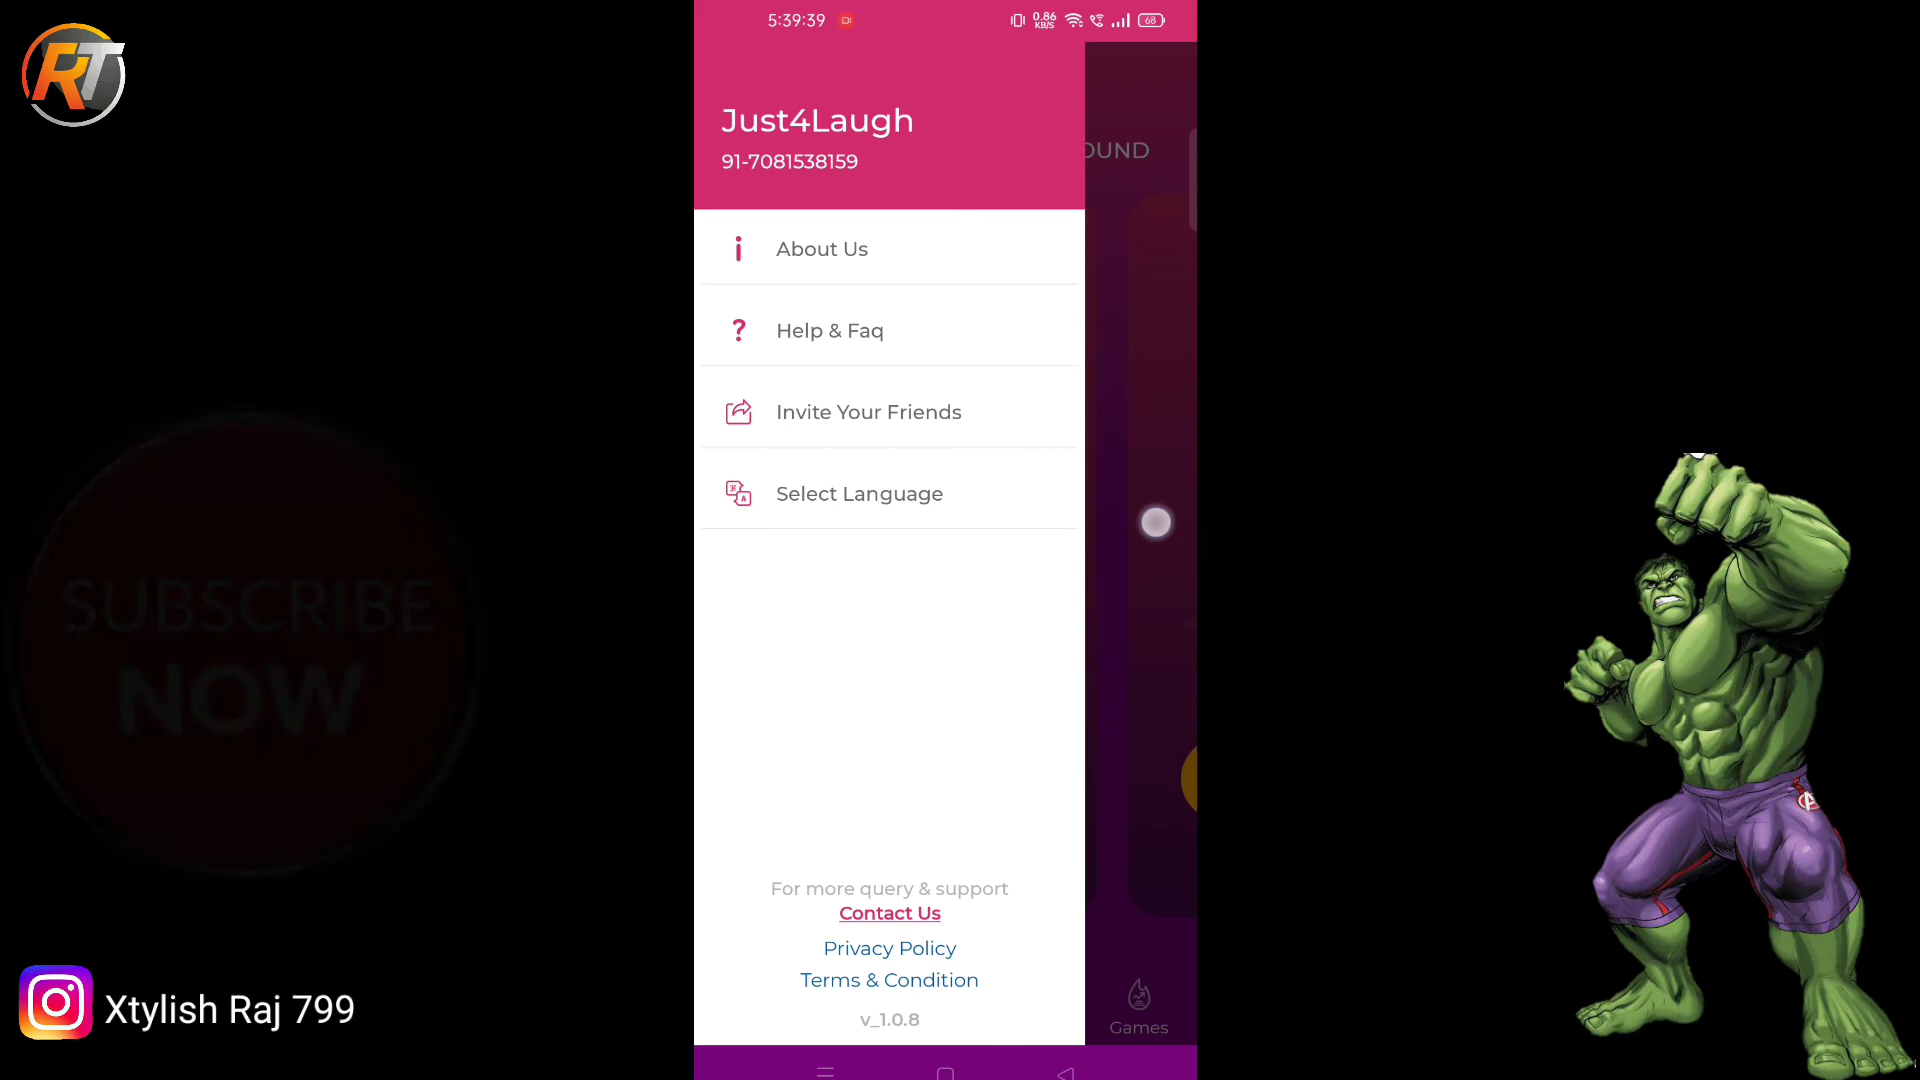 RT
5:39:39
0.86
KB/S
68
Just4Laugh
91-7081538159
OUND
About Us
Help & Faq
Invite Your Friends
Select Language
SUBSCRIBE
NOW
For more query & support
Contact Us
Privacy Policy
Terms & Condition
v_1.0.8
Games
Xtylish Raj 799